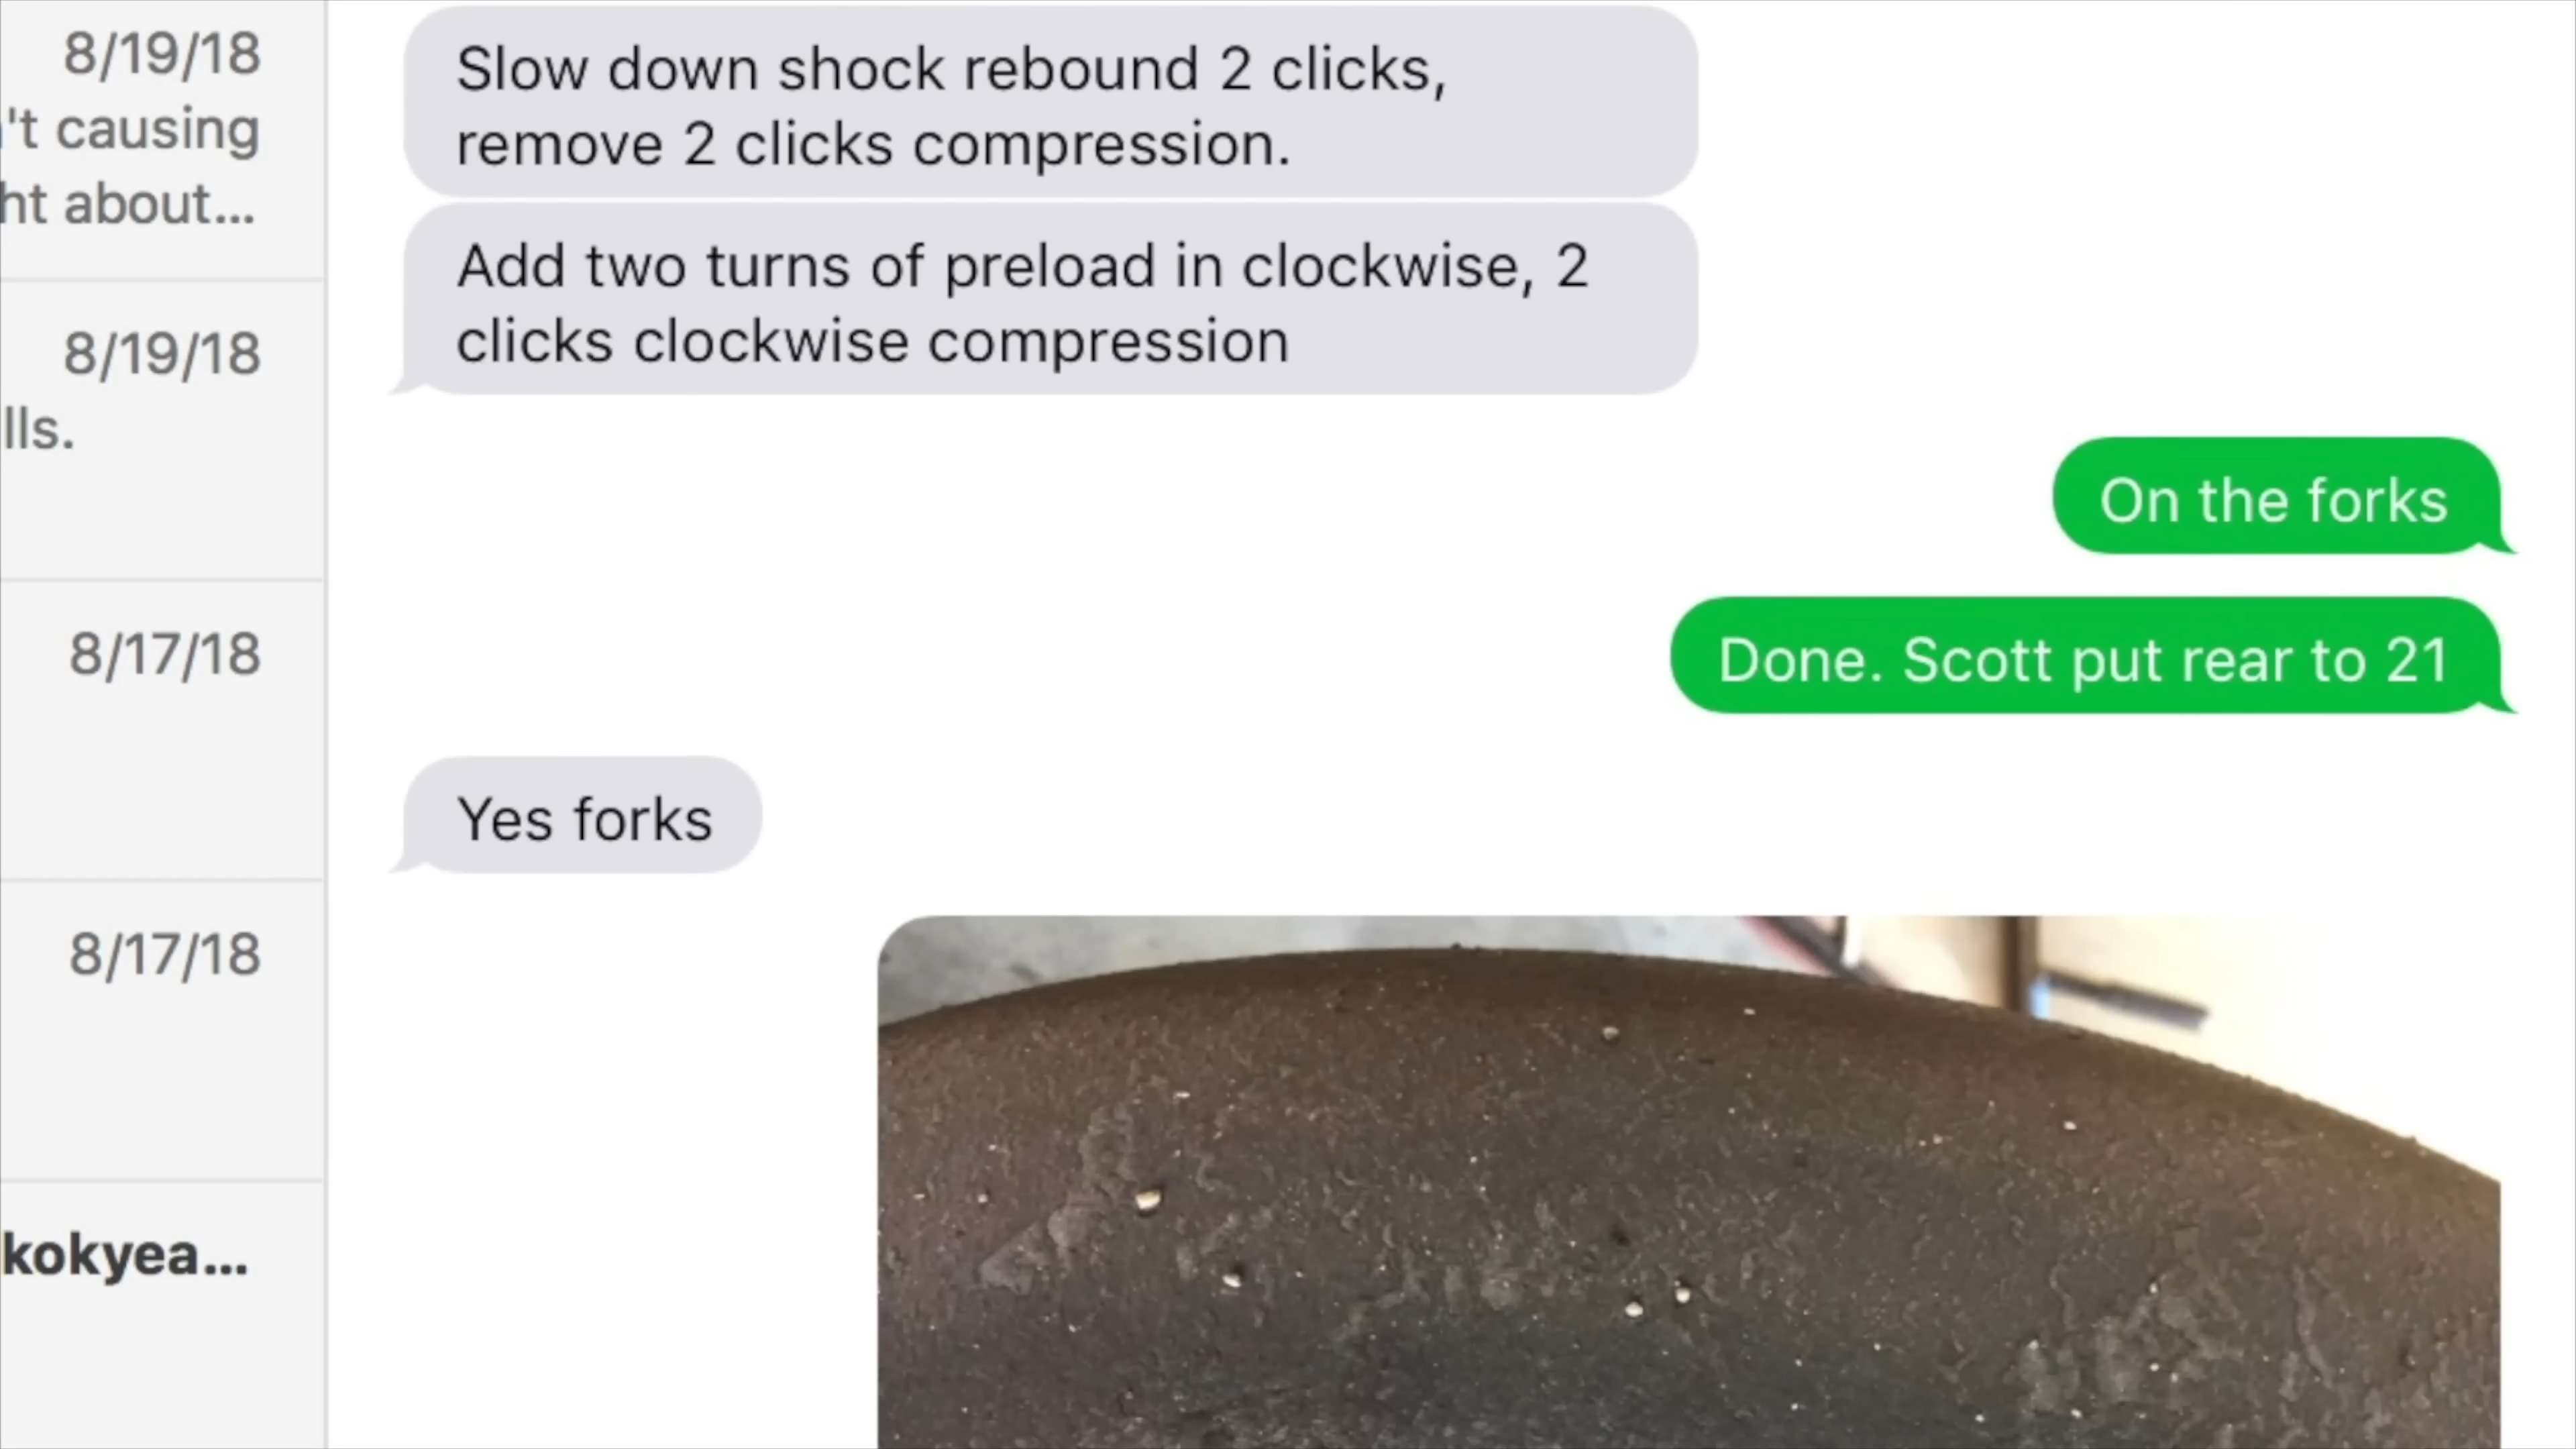 8/19/18
't causing
ht about...
8/19/18
lls.
8/17/18
8/17/18
kokyea...
Slow down shock rebound 2 clicks,
remove 2 clicks compression.
Add two turns of preload in clockwise, 2
clicks clockwise compression
On the forks
Done. Scott put rear to 21
Yes forks